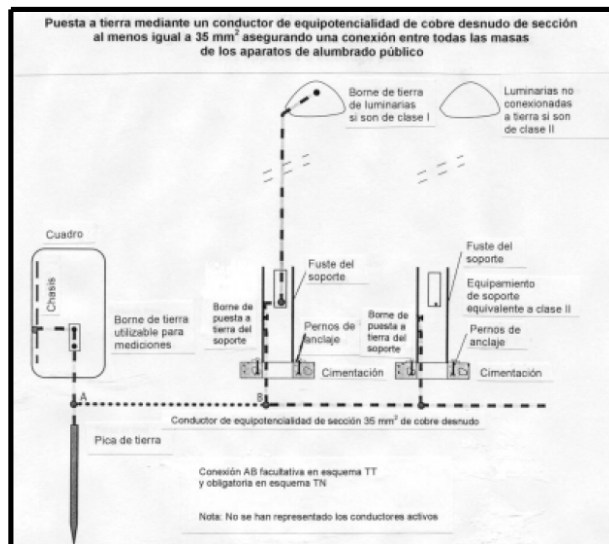 Puesta a tierra mediante un conductor de equipotencialidad de cobre desnudo de sección
al menos igual a 35 mm² asegurando una conexión entre todas las masas
de los aparatos de alumbrado público
Borne de tierra
de luminarias
si son de clase I
Luminarias no
conexionadas
a tierra si son
de clase II
Cuadro
Chasis
Borne de tierra
utilizable para
mediciones
Fuste del
soporte
Borne de
puesta a
tierra del
soporte
Pernos de
anclaje
Cimentación
Fuste del
soporte
Equipamiento
de soporte
equivalente a clase II
Borne de
puesta a
tierra del
soporte
Pernos de
anclaje
Cimentación
A
B
Conductor de equipotencialidad de sección 35 mm² de cobre desnudo
Pica de tierra
Conexión AB facultativa en esquema TT
y obligatoria en esquema TN
Nota: No se han representado los conductores activos